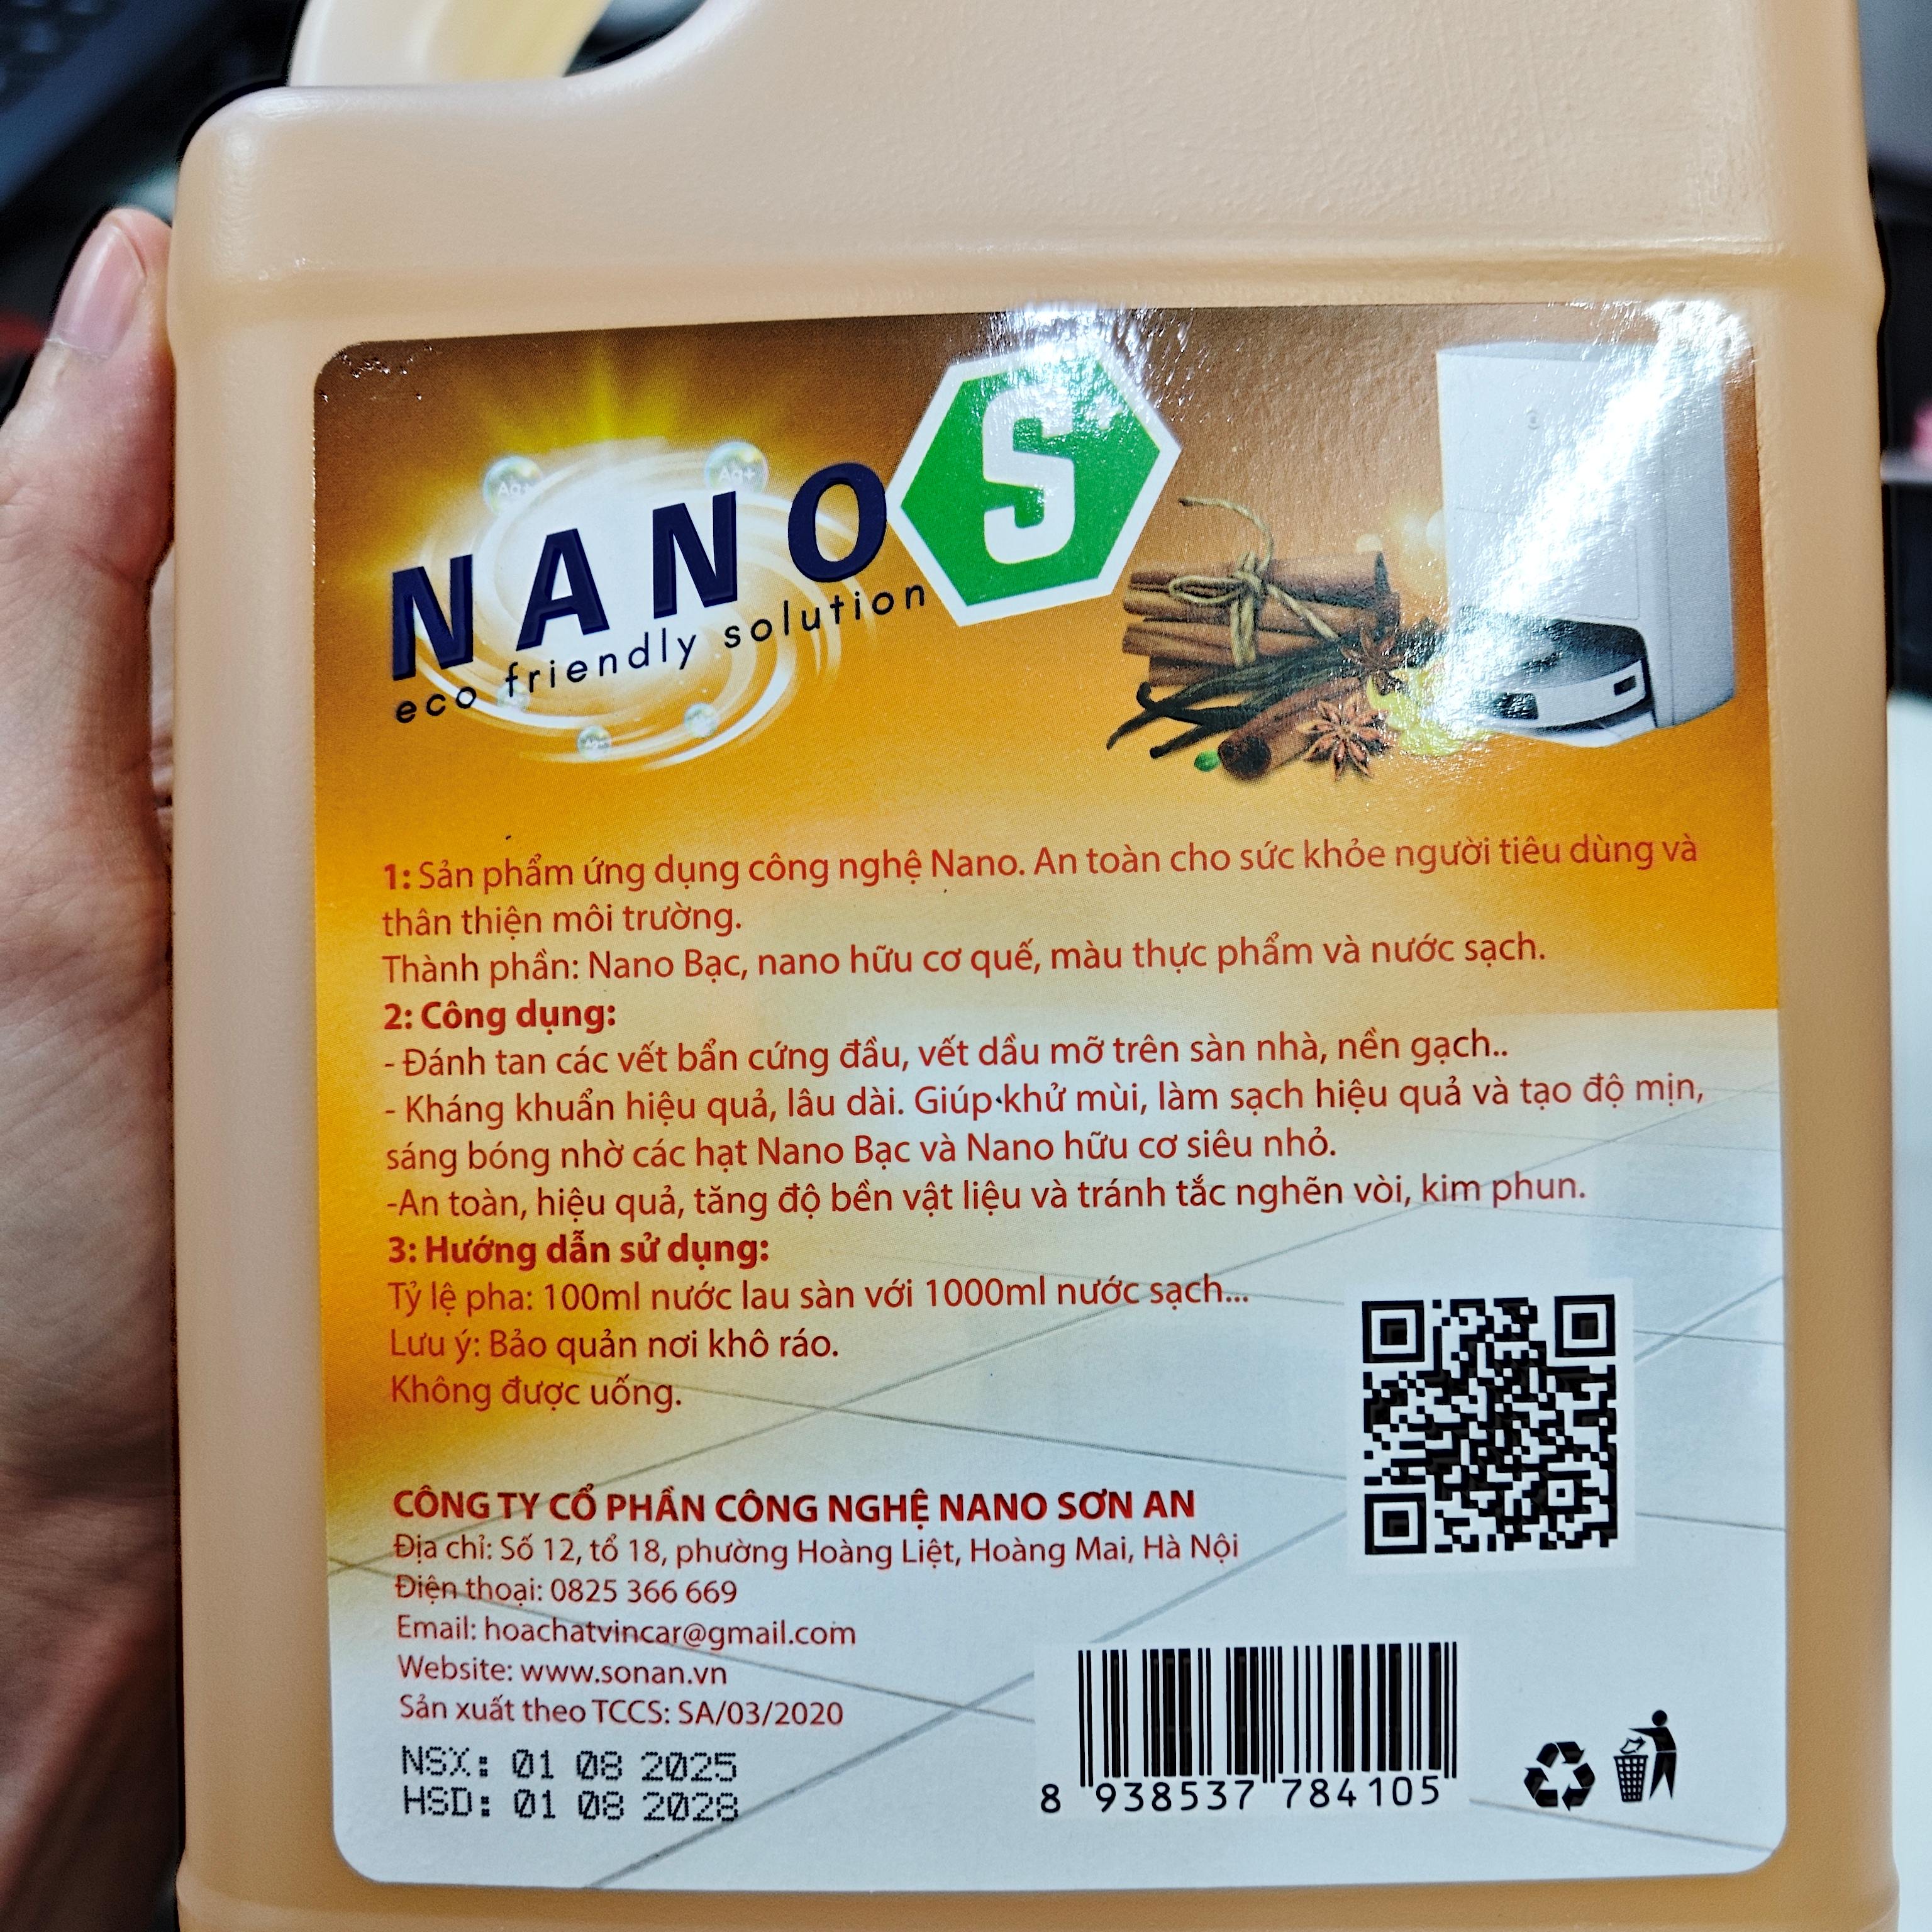 NANO S+
eco friendly solution
1: Sản phẩm ứng dụng công nghệ Nano. An toàn cho sức khỏe người tiêu dùng và
thân thiện môi trường.
Thành phần: Nano Bạc, nano hữu cơ quế, màu thực phẩm và nước sạch.
2: Công dụng:
- Đánh tan các vết bẩn cứng đầu, vết dầu mỡ trên sàn nhà, nền gạch..
- Kháng khuẩn hiệu quả, lâu dài. Giúp khử mùi, làm sạch hiệu quả và tạo độ mịn,
sáng bóng nhờ các hạt Nano Bạc và Nano hữu cơ siêu nhỏ.
-An toàn, hiệu quả, tăng độ bền vật liệu và tránh tắc nghẽn vòi, kim phun.
3: Hướng dẫn sử dụng:
Tỷ lệ pha: 100ml nước lau sàn với 1000ml nước sạch...
Lưu ý: Bảo quản nơi khô ráo.
Không được uống.
CÔNG TY CỔ PHẦN CÔNG NGHỆ NANO SƠN AN
Địa chỉ: Số 12, tổ 18, phường Hoàng Liệt, Hoàng Mai, Hà Nội
Điện thoại: 0825 366 669
Email: hoachatvincar@gmail.com
Website: www.sonan.vn
Sản xuất theo TCCS: SA/03/2020
NSX: 01 08 2025
HSD: 01 08 2028
8 938537 784105